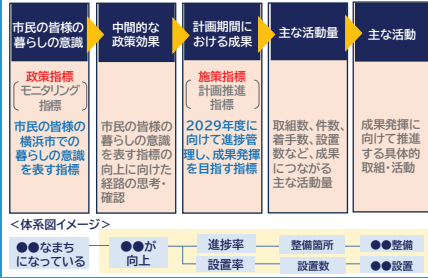 市民の皆様の
暮らしの意識
中間的な
政策効果
計画期間に
おける成果
主な活動量
主な活動
政策指標
モニタリング
指標
市民の皆様の
横浜市での
暮らしの意識
を表す指標
市民の皆様の
暮らしの意識
を表す指標の
向上に向けた
経路の思考・
確認
施策指標
計画推進
指標
2029年度に
向けて進捗管
理し、成果発揮
を目指す指標
取組数、件数、
着手数、設置
数など、成果
につながる
主な活動量
成果発揮に
向けて推進
する具体的
取組・活動
<体系図イメージ>
●●なまち
になっている
●●が
向上
進捗率
整備箇所
●●整備
設置率
設置数
●●設置